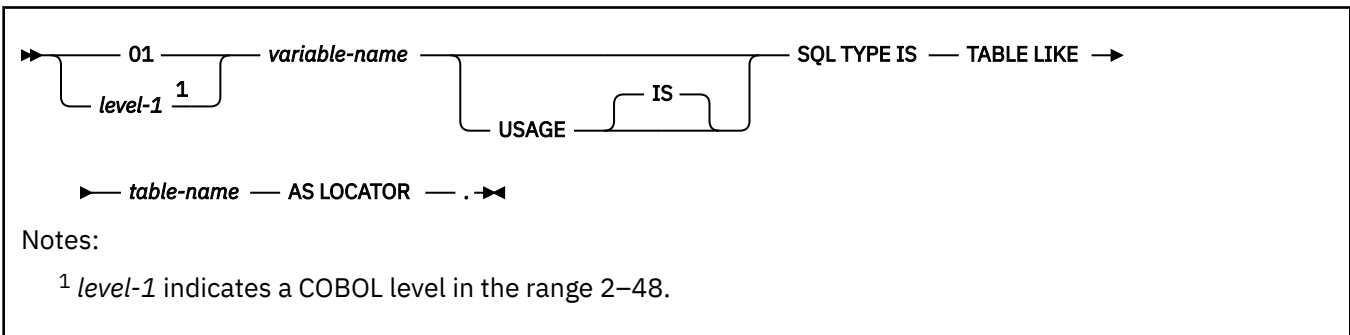 01 variable-name SQL TYPE IS TABLE LIKE
level-1 1 IS
USAGE
table-name AS LOCATOR .
Notes:
1 level-1 indicates a COBOL level in the range 2–48.